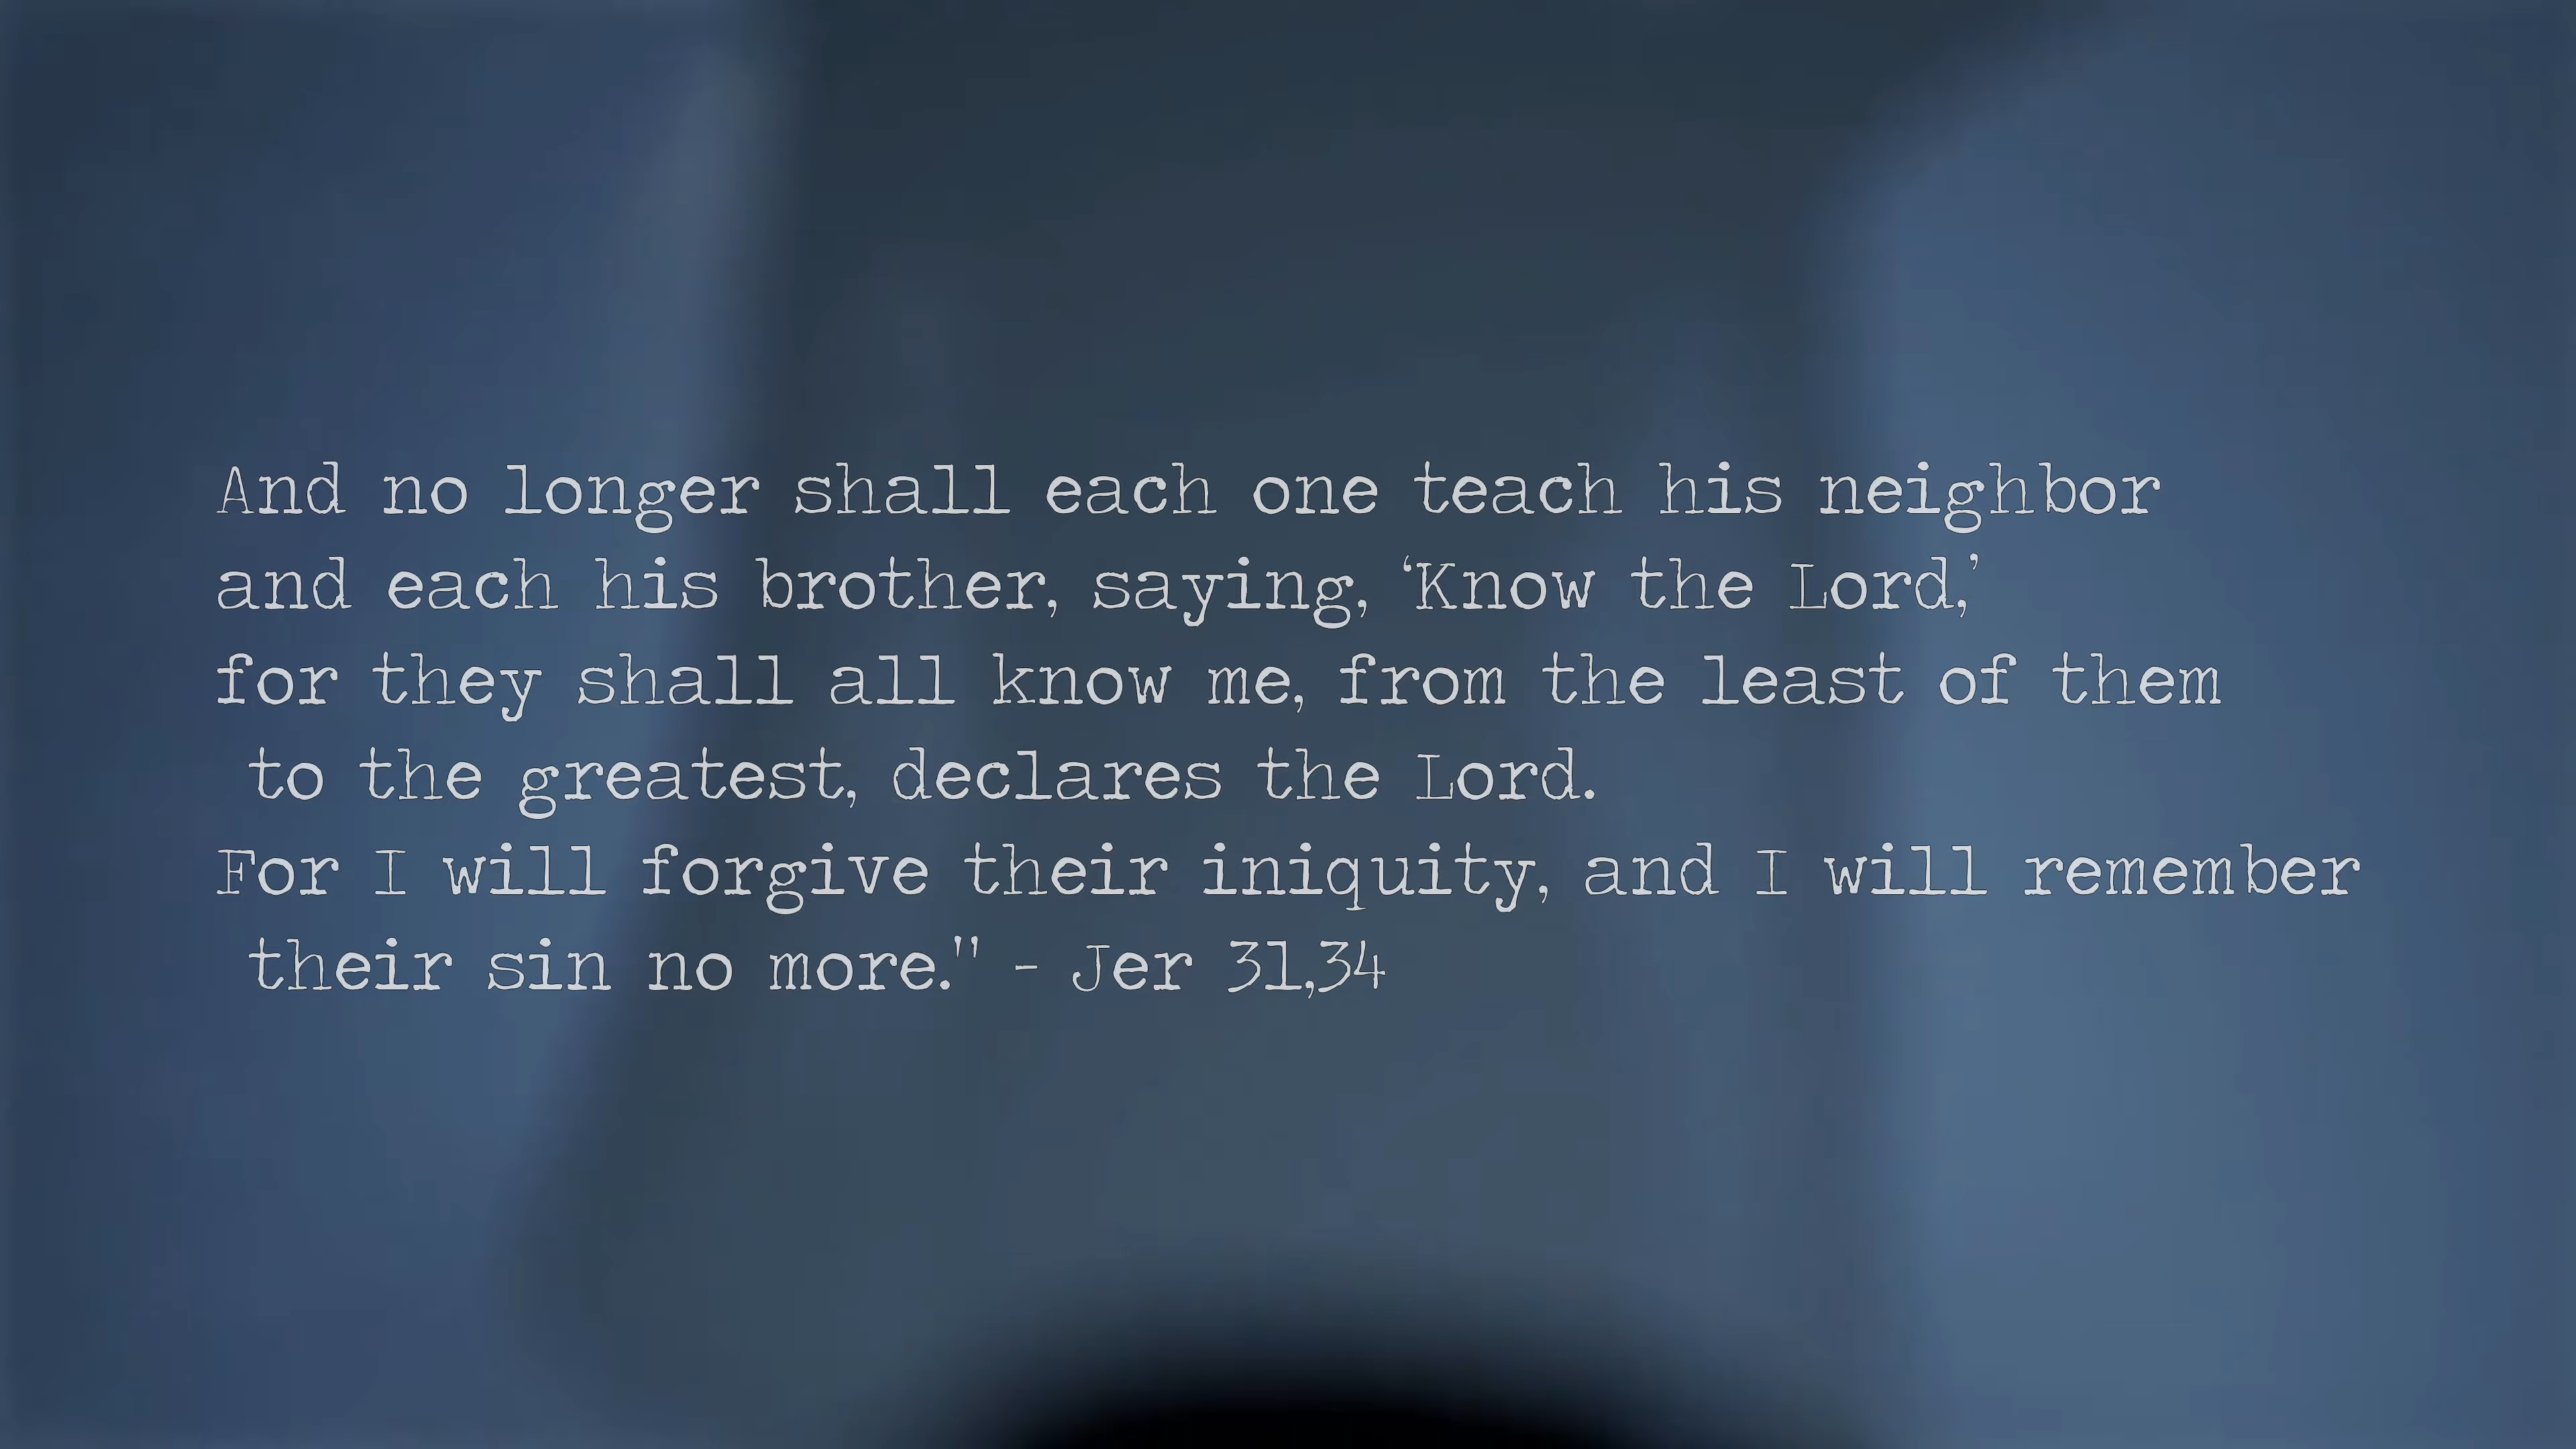 And no longer shall each one teach his neighbor
and each his brother, saying, ‘Know the Lord,’
for they shall all know me, from the least of them
to the greatest, declares the Lord.
For I will forgive their iniquity, and I will remember
their sin no more." - Jer 31,34